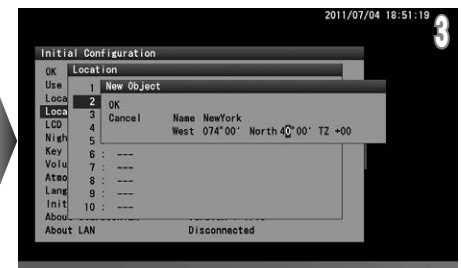 2011/07/04 18:51:19
3
Initial Configuration
OK
Location
Use
1
New Object
Loca
2
OK
Loca
3
Cancel
Name NewYork
LCD
4
West 074°00' North 40°00' TZ +00
Nigh
5
Key
6 : ---
Volu
7 : ---
Atmo
8 : ---
Lang
9 : ---
Init
10 : ---
Abou
About LAN
Disconnected